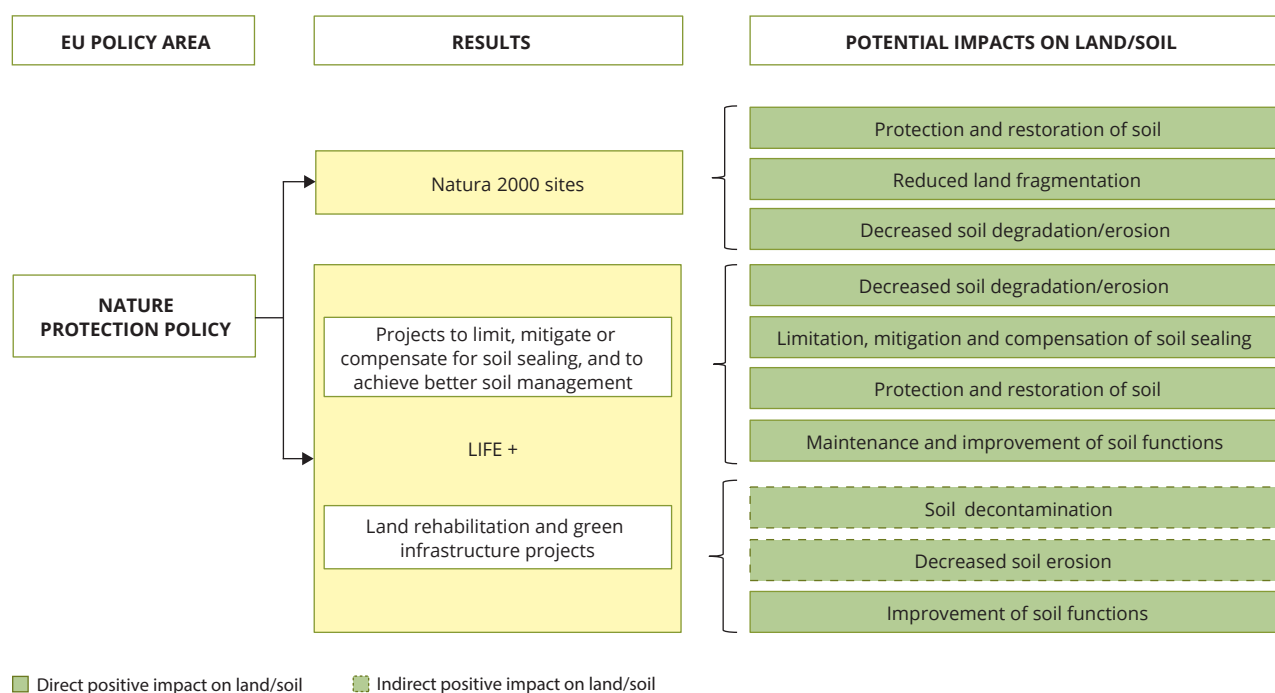 EU POLICY AREA
RESULTS
POTENTIAL IMPACTS ON LAND/SOIL
NATURE
PROTECTION POLICY
Natura 2000 sites
Protection and restoration of soil
Reduced land fragmentation
Decreased soil degradation/erosion
Projects to limit, mitigate or
compensate for soil sealing, and to
achieve better soil management
LIFE +
Land rehabilitation and green
infrastructure projects
Decreased soil degradation/erosion
Limitation, mitigation and compensation of soil sealing
Protection and restoration of soil
Maintenance and improvement of soil functions
Soil decontamination
Decreased soil erosion
Improvement of soil functions
Direct positive impact on land/soil
Indirect positive impact on land/soil